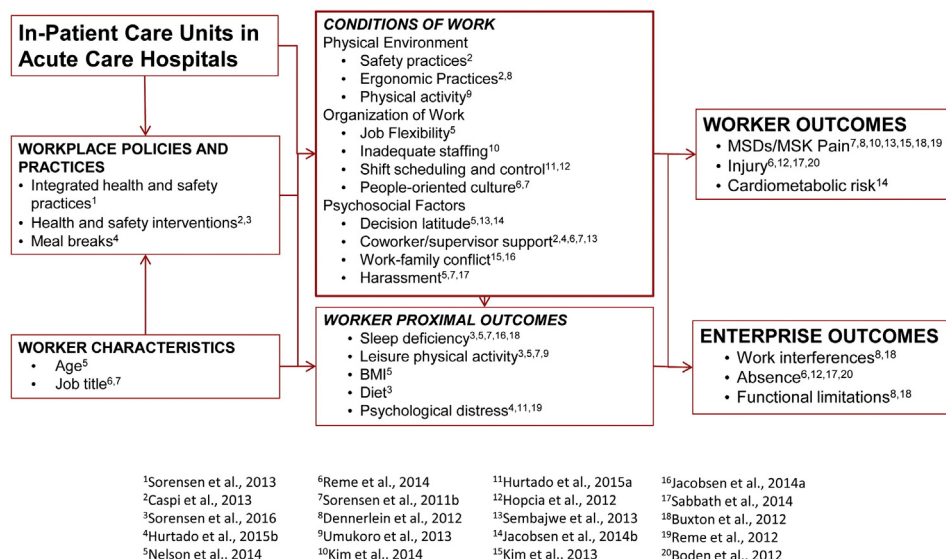 In-Patient Care Units in
Acute Care Hospitals
WORKPLACE POLICIES AND
PRACTICES
• Integrated health and safety
practices1
• Health and safety interventions2,3
• Meal breaks4
WORKER CHARACTERISTICS
• Age5
• Job title6,7
CONDITIONS OF WORK
Physical Environment
• Safety practices2
• Ergonomic Practices2,8
• Physical activity9
Organization of Work
• Job Flexibility5
• Inadequate staffing10
• Shift scheduling and control11,12
• People-oriented culture6,7
Psychosocial Factors
• Decision latitude5,13,14
• Coworker/supervisor support2,4,6,7,13
• Work-family conflict15,16
• Harassment5,7,17
WORKER PROXIMAL OUTCOMES
• Sleep deficiency3,5,7,16,18
• Leisure physical activity3,5,7,9
• BMI5
• Diet3
• Psychological distress4,11,19
WORKER OUTCOMES
• MSDs/MSK Pain7,8,10,13,15,18,19
• Injury6,12,17,20
• Cardiometabolic risk14
ENTERPRISE OUTCOMES
• Work interferences8,18
• Absence6,12,17,20
• Functional limitations8,18
1Sorensen et al., 2013
2Caspi et al., 2013
3Sorensen et al., 2016
4Hurtado et al., 2015b
5Nelson et al., 2014
6Reme et al., 2014
7Sorensen et al., 2011b
8Dennerlein et al., 2012
9Umukoro et al., 2013
10Kim et al., 2014
11Hurtado et al., 2015a
12Hopcia et al., 2012
13Sembajwe et al., 2013
14Jacobsen et al., 2014b
15Kim et al., 2013
16Jacobsen et al., 2014a
17Sabbath et al., 2014
18Buxton et al., 2012
19Reme et al., 2012
20Boden et al., 2012